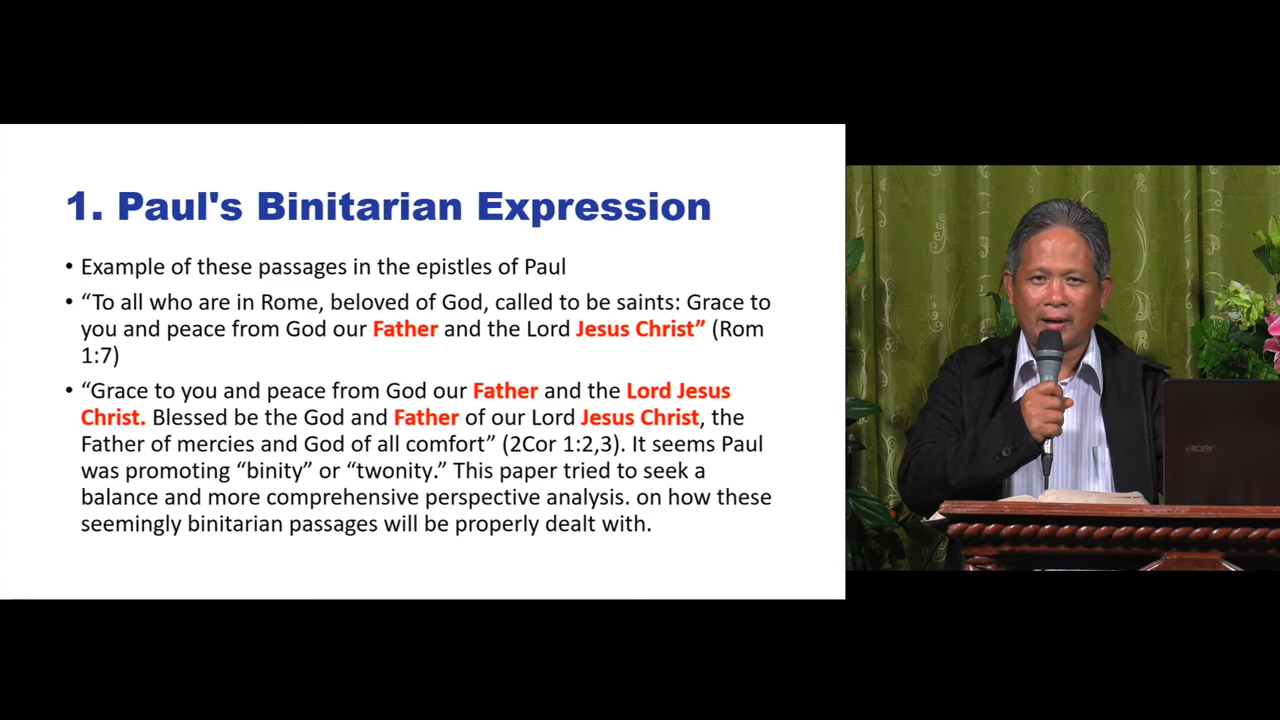 1. Paul's Binitarian Expression
• Example of these passages in the epistles of Paul
• “To all who are in Rome, beloved of God, called to be saints: Grace to
you and peace from God our Father and the Lord Jesus Christ” (Rom
1:7)
• “Grace to you and peace from God our Father and the Lord Jesus
Christ. Blessed be the God and Father of our Lord Jesus Christ, the
Father of mercies and God of all comfort” (2Cor 1:2,3). It seems Paul
was promoting “binity” or “twonity.” This paper tried to seek a
balance and more comprehensive perspective analysis. on how these
seemingly binitarian passages will be properly dealt with.
acer